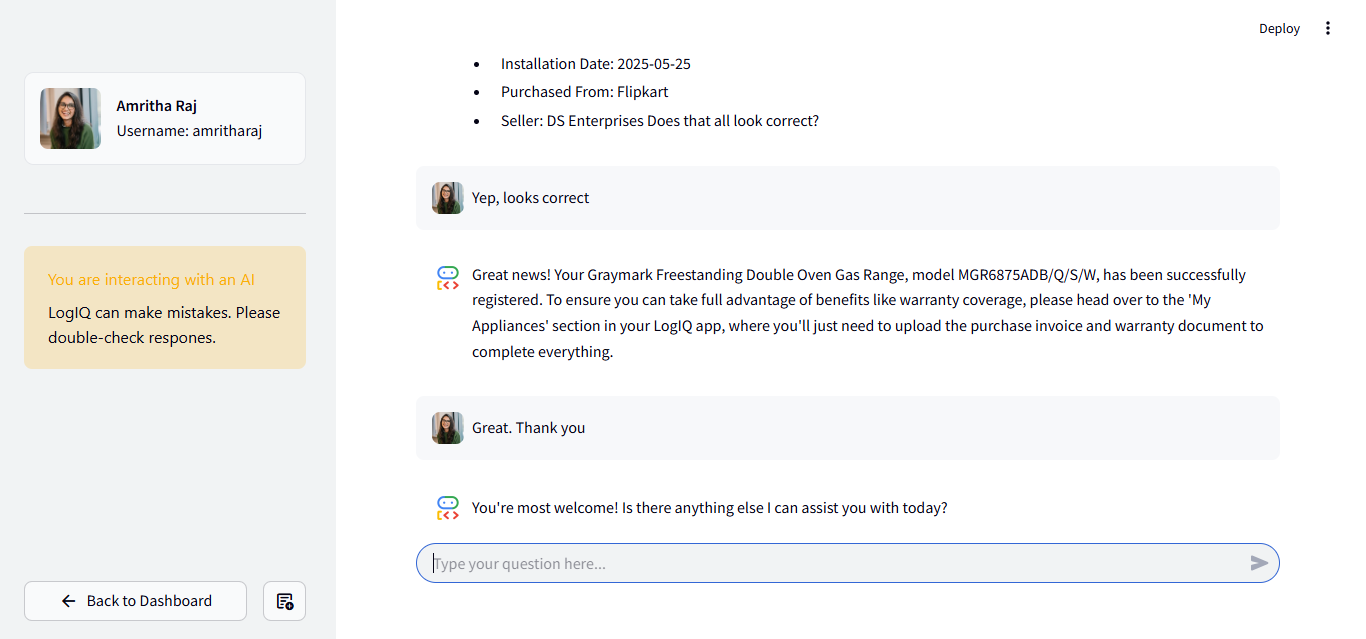 Deploy
Amritha Raj
Username: amritharaj
You are interacting with an AI
LogIQ can make mistakes. Please
double-check respones.
Back to Dashboard
• Installation Date: 2025-05-25
• Purchased From: Flipkart
• Seller: DS Enterprises Does that all look correct?
Yep, looks correct
Great news! Your Graymark Freestanding Double Oven Gas Range, model MGR6875ADB/Q/S/W, has been successfully
registered. To ensure you can take full advantage of benefits like warranty coverage, please head over to the 'My
Appliances' section in your LogIQ app, where you'll just need to upload the purchase invoice and warranty document to
complete everything.
Great. Thank you
You're most welcome! Is there anything else I can assist you with today?
Type your question here...